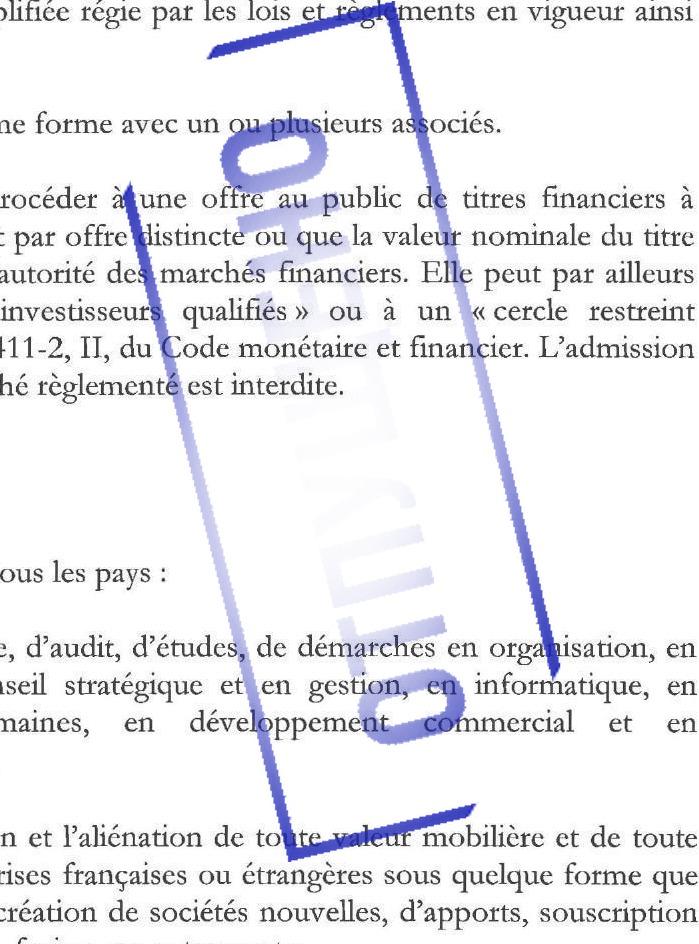 plifiée régie par les lois et règlements en vigueur ainsi
ne forme avec un ou plusieurs associés.
rocéder à une offre au public de titres financiers à
t par offre distincte ou que la valeur nominale du titre
autorité des marchés financiers. Elle peut par ailleurs
investisseurs qualifiés » ou à un « cercle restreint
411-2, II, du Code monétaire et financier. L'admission
hé règlementé est interdite.
ous les pays :
e, d'audit, d'études, de démarches en organisation, en
nseil stratégique et en gestion, en informatique, en
maines, en développement commercial et en
n et l'aliénation de toute valeur mobilière et de toute
rises françaises ou étrangères sous quelque forme que
création de sociétés nouvelles, d'apports, souscription